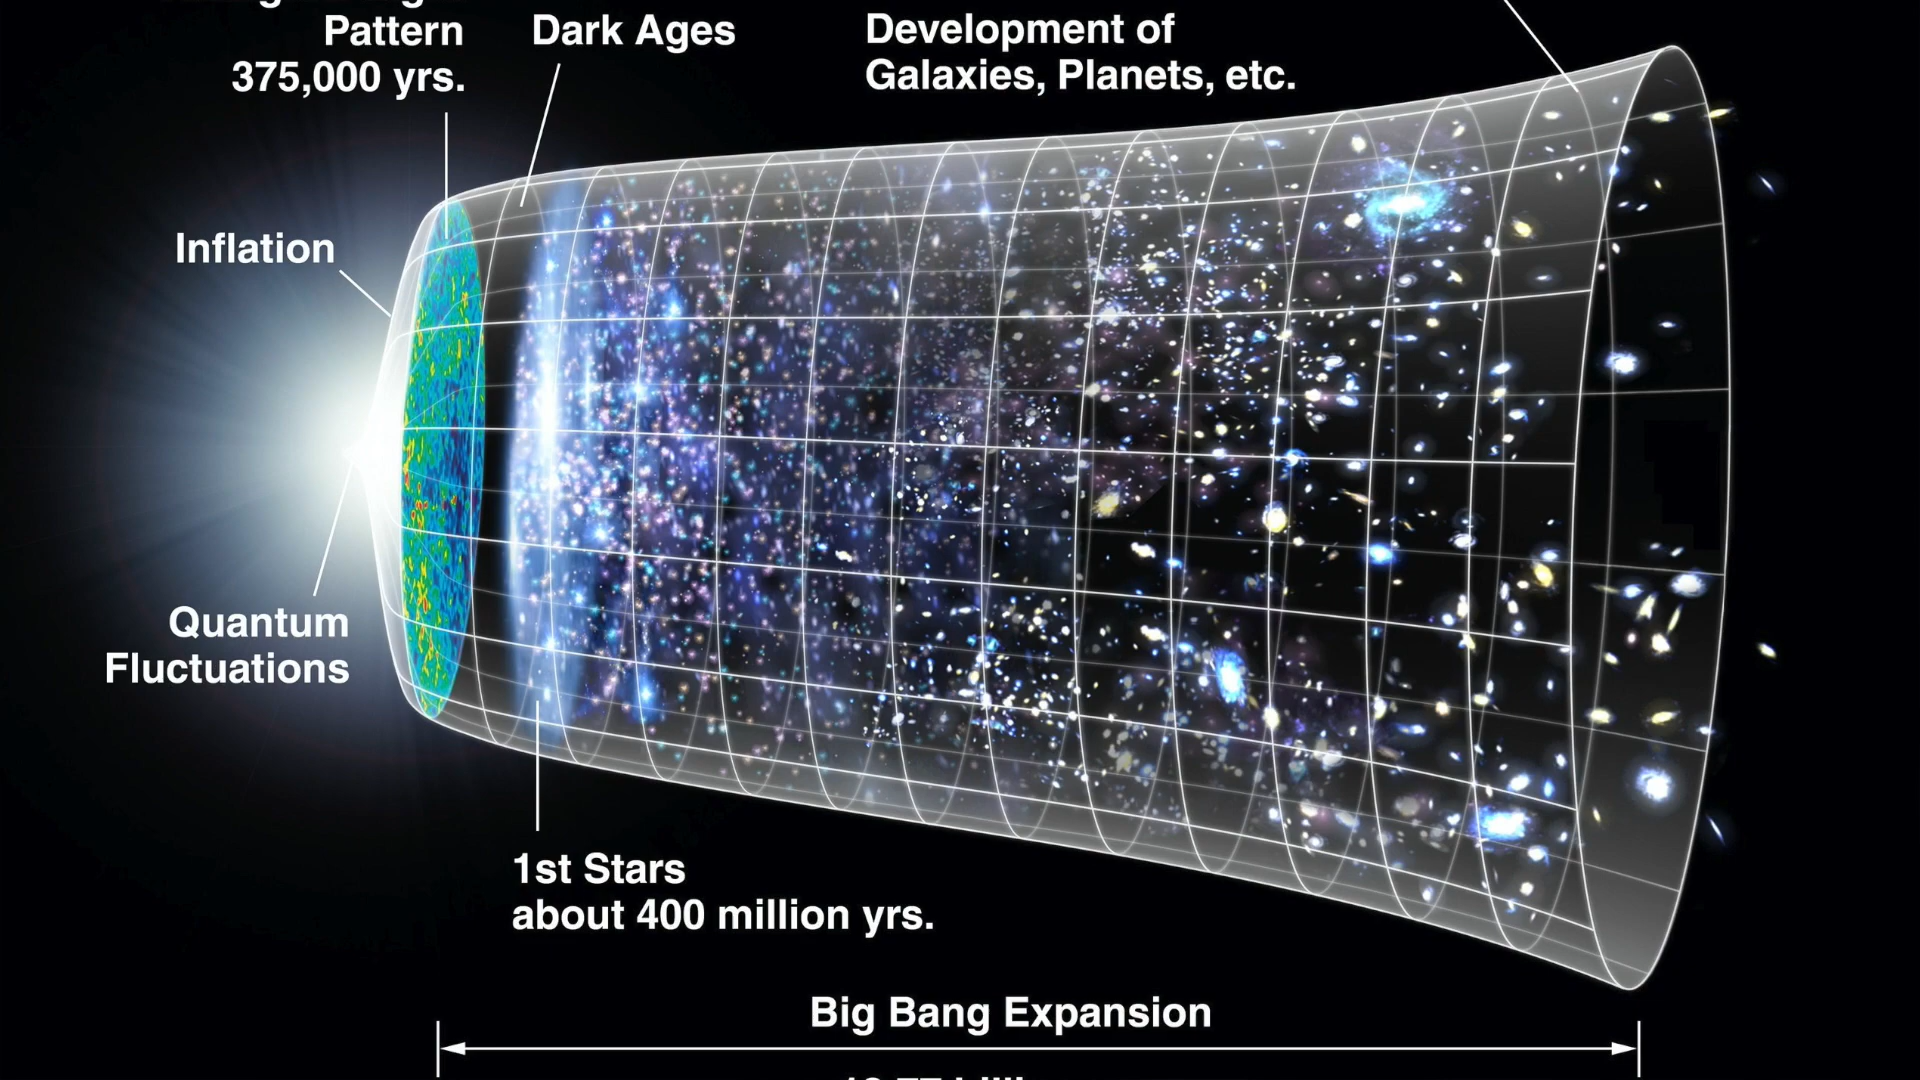 Pattern
375,000 yrs.
Dark Ages
Development of
Galaxies, Planets, etc.
Inflation
Quantum
Fluctuations
1st Stars
about 400 million yrs.
Big Bang Expansion